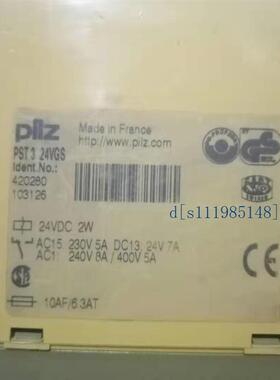 pilz
Made in France
http://www.pilz.com
PST 3 24VGS
Ident.No.:
420280
103126
d[s111985148]
24VDC 2W
AC15: 230V 5A DC13: 24V 7A
AC1: 240V 8A / 400V 5A
10AF/6.3AT